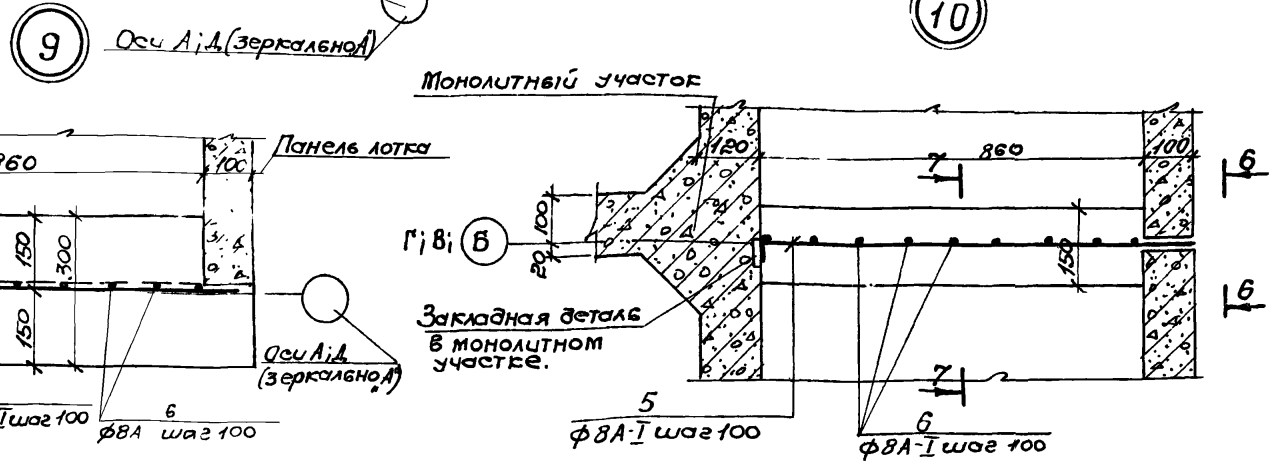 9
Оси А; Д (зеркально А)
10
Монолитный участок
860
100
Панель лотка
150
300
150
Оси А; Д
(зеркально "А")
I шаг 100
6
ф8А шаг 100
120
860
100
7
6
100
20
Г; В; Б
150
6
Закладная деталь
в монолитном
участке.
7
5
ф8А-I шаг 100
6
ф8А-I шаг 100